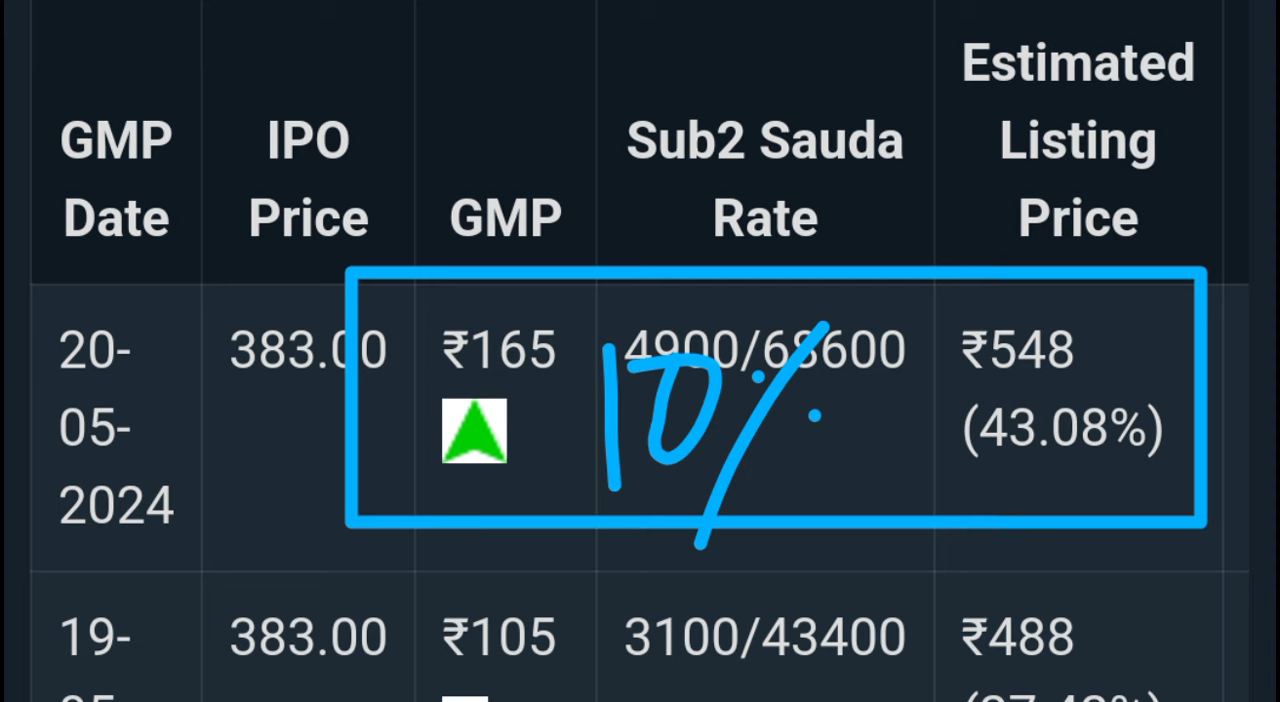 GMP Date
IPO Price
GMP
Sub2 Sauda Rate
Estimated Listing Price
20-05-2024
383.00
₹165
4900/68600
₹548 (43.08%)
10%
19-
383.00
₹105
3100/43400
₹488